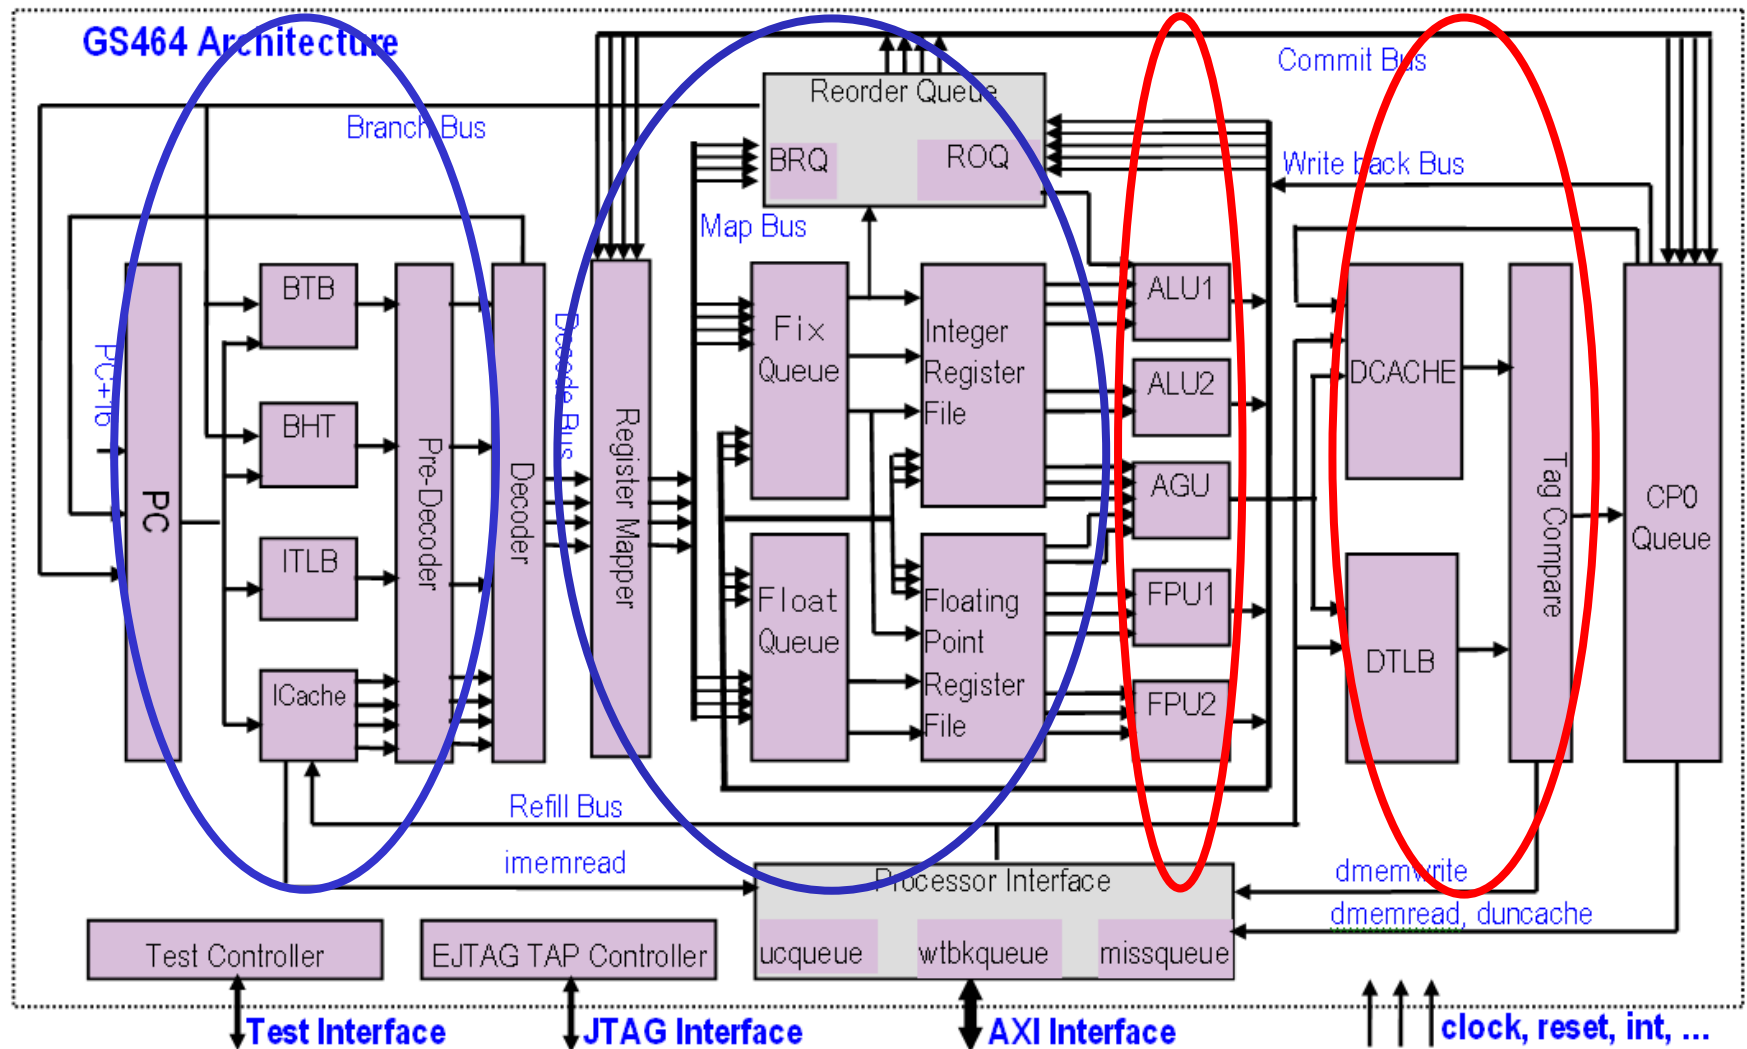 GS464 Architecture
Commit Bus
Reorder Queue
Branch Bus
BRQ
ROQ
Write back Bus
Map Bus
PC+16
PC
BTB
BHT
ITLB
ICache
Pre-Decoder
Decoder
Decode Bus
Register Mapper
Fix
Queue
Float
Queue
Integer
Register
File
Floating
Point
Register
File
ALU1
ALU2
AGU
FPU1
FPU2
DCACHE
DTLB
Tag Compare
CP0
Queue
Refill Bus
imemread
Processor Interface
ucqueue
wtbkqueue
missqueue
dmemwrite
dmemread, duncache
Test Controller
EJTAG TAP Controller
Test Interface
JTAG Interface
AXI Interface
clock, reset, int, ...